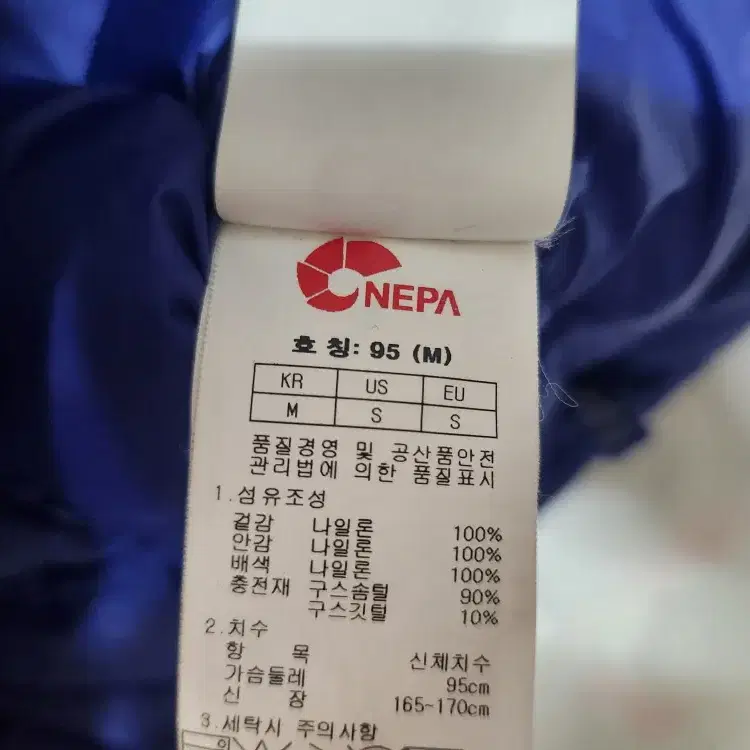 NEPA
호 칭: 95 (M)
KR US EU
M S S
품질경영 및 공산품안전
관리법에 의한 품질표시
1.섬유조성
겉감 나일론 100%
안감 나일론 100%
배색 나일론 100%
충전재 구스솜털 90%
구스깃털 10%
2.치수
항 목 신체치수
가슴둘레 95cm
신 장 165~170cm
3.세탁시 주의사항